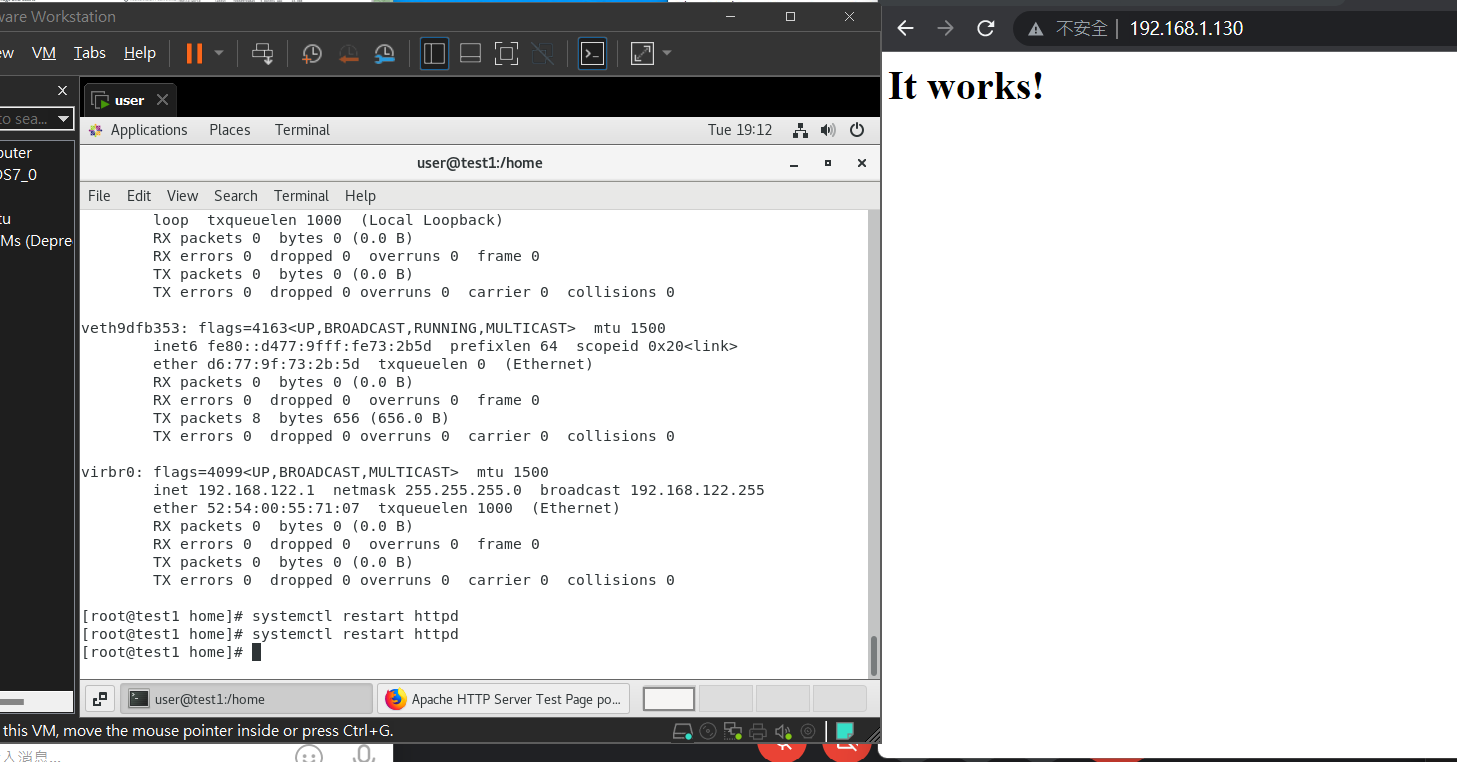 ware Workstation
ew VM Tabs Help
不安全 192.168.1.130
It works!
to sea...
user
Applications Places Terminal
Tue 19:12
user@test1:/home
File Edit View Search Terminal Help
puter
OS7_0
tu
Ms (Depre
loop txqueuelen 1000 (Local Loopback)
RX packets 0 bytes 0 (0.0 B)
RX errors 0 dropped 0 overruns 0 frame 0
TX packets 0 bytes 0 (0.0 B)
TX errors 0 dropped 0 overruns 0 carrier 0 collisions 0
veth9dfb353: flags=4163<UP,BROADCAST,RUNNING,MULTICAST> mtu 1500
inet6 fe80::d477:9fff:fe73:2b5d prefixlen 64 scopeid 0x20<link>
ether d6:77:9f:73:2b:5d txqueuelen 0 (Ethernet)
RX packets 0 bytes 0 (0.0 B)
RX errors 0 dropped 0 overruns 0 frame 0
TX packets 8 bytes 656 (656.0 B)
TX errors 0 dropped 0 overruns 0 carrier 0 collisions 0
virbr0: flags=4099<UP,BROADCAST,MULTICAST> mtu 1500
inet 192.168.122.1 netmask 255.255.255.0 broadcast 192.168.122.255
ether 52:54:00:55:71:07 txqueuelen 1000 (Ethernet)
RX packets 0 bytes 0 (0.0 B)
RX errors 0 dropped 0 overruns 0 frame 0
TX packets 0 bytes 0 (0.0 B)
TX errors 0 dropped 0 overruns 0 carrier 0 collisions 0
[root@test1 home]# systemctl restart httpd
[root@test1 home]# systemctl restart httpd
[root@test1 home]#
user@test1:/home
Apache HTTP Server Test Page po...
this VM, move the mouse pointer inside or press Ctrl+G.
入消息...